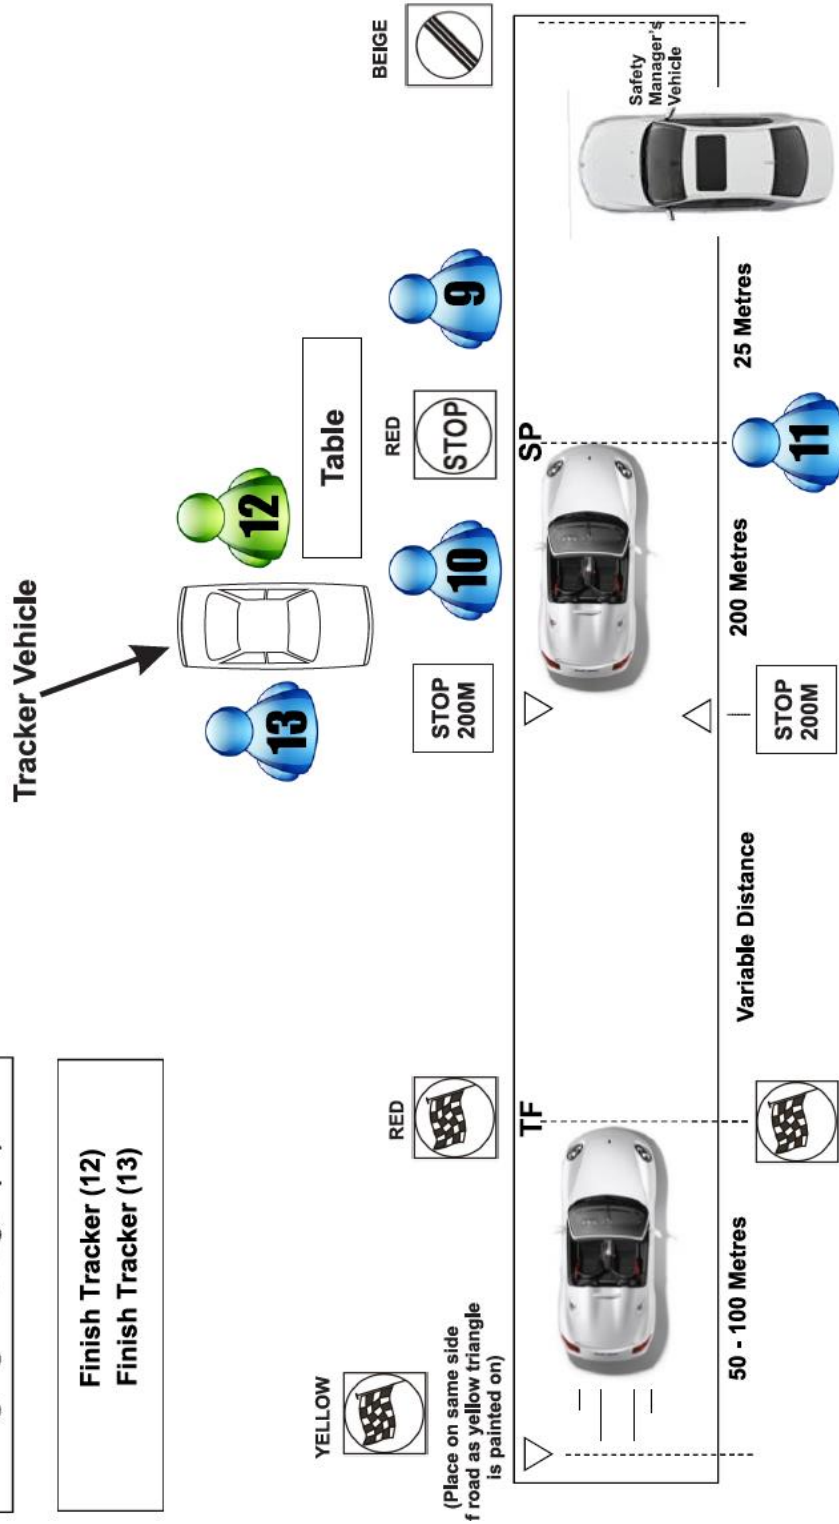 Tracker Vehicle
Finish Tracker (12)
Finish Tracker (13)
13
12
Table
YELLOW
(Place on same side
f road as yellow triangle
is painted on)
RED
STOP
200M
10
RED
STOP
9
BEIGE
TF
SP
Safety
Manager's
Vehicle
50 - 100 Metres
Variable Distance
200 Metres
25 Metres
STOP
200M
11